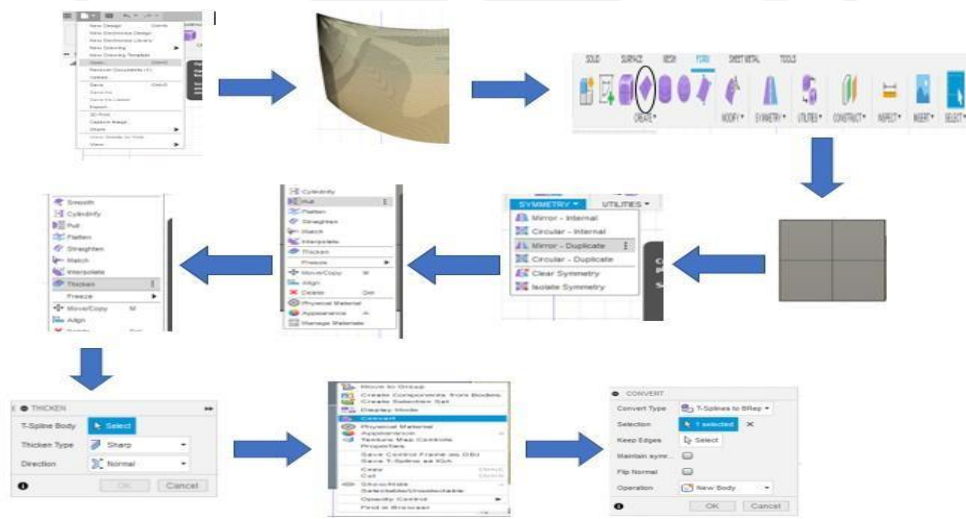 New Design
New Electronics Design
New Electronics Library
New Drawing
New Drawing Template
Open...
Recover Documents (1)
Upload...
Save
Save As
Save As Latest
Export...
3D Print
Capture Image...
Share
View
SOLID SURFACE MESH FORM SHEET METAL TOOLS
CREATE MODIFY SYMMETRY UTILITIES CONSTRUCT INSPECT INSERT SELECT
SYMMETRY UTILITIES
Mirror - Internal
Circular - Internal
Mirror - Duplicate
Circular - Duplicate
Clear Symmetry
Isolate Symmetry
Cylindrify
Pull
Flatten
Straighten
Match
Interpolate
Thicken
Freeze
Move/Copy M
Align
Delete Del
Physical Material
Appearance A
Manage Materials
Smooth
Cylindrify
Pull
Flatten
Straighten
Match
Interpolate
Thicken
Freeze
Move/Copy M
Align
THICKEN
T-Spline Body Select
Thicken Type Sharp
Direction Normal
OK Cancel
Move to Group
Create Components from Bodies
Create Selection Set
Display Mode
Convert
Physical Material
Appearance
Texture Map Controls
Properties
Save Control Frame as OBJ
Save T-Spline as IGA
Copy
Cut
Show/Hide
Selectable/Unselectable
Opacity Control
Find in Browser
CONVERT
Convert Type T-Splines to BRep
Selection 1 selected
Keep Edges Select
Maintain symr...
Flip Normal
Operation New Body
OK Cancel